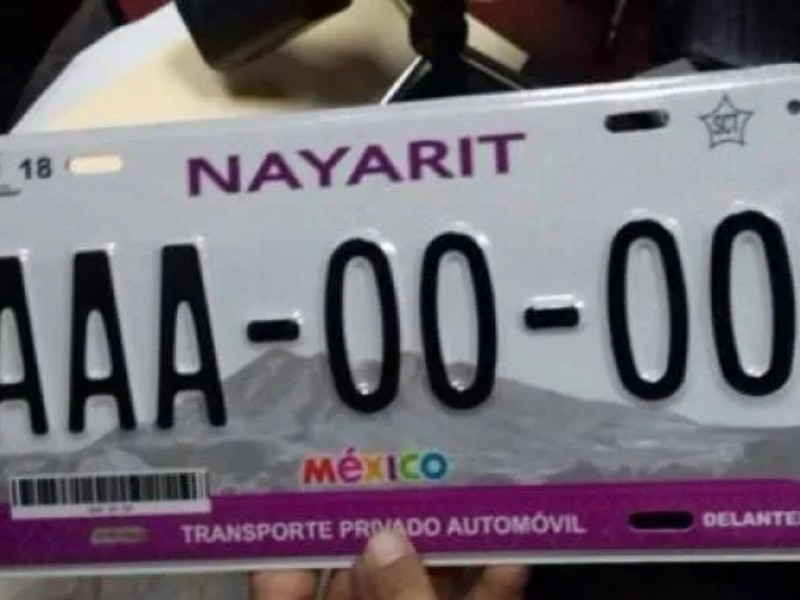 18
NAYARIT
SCT
AAA-00-00
México
TRANSPORTE PRIVADO AUTOMÓVIL